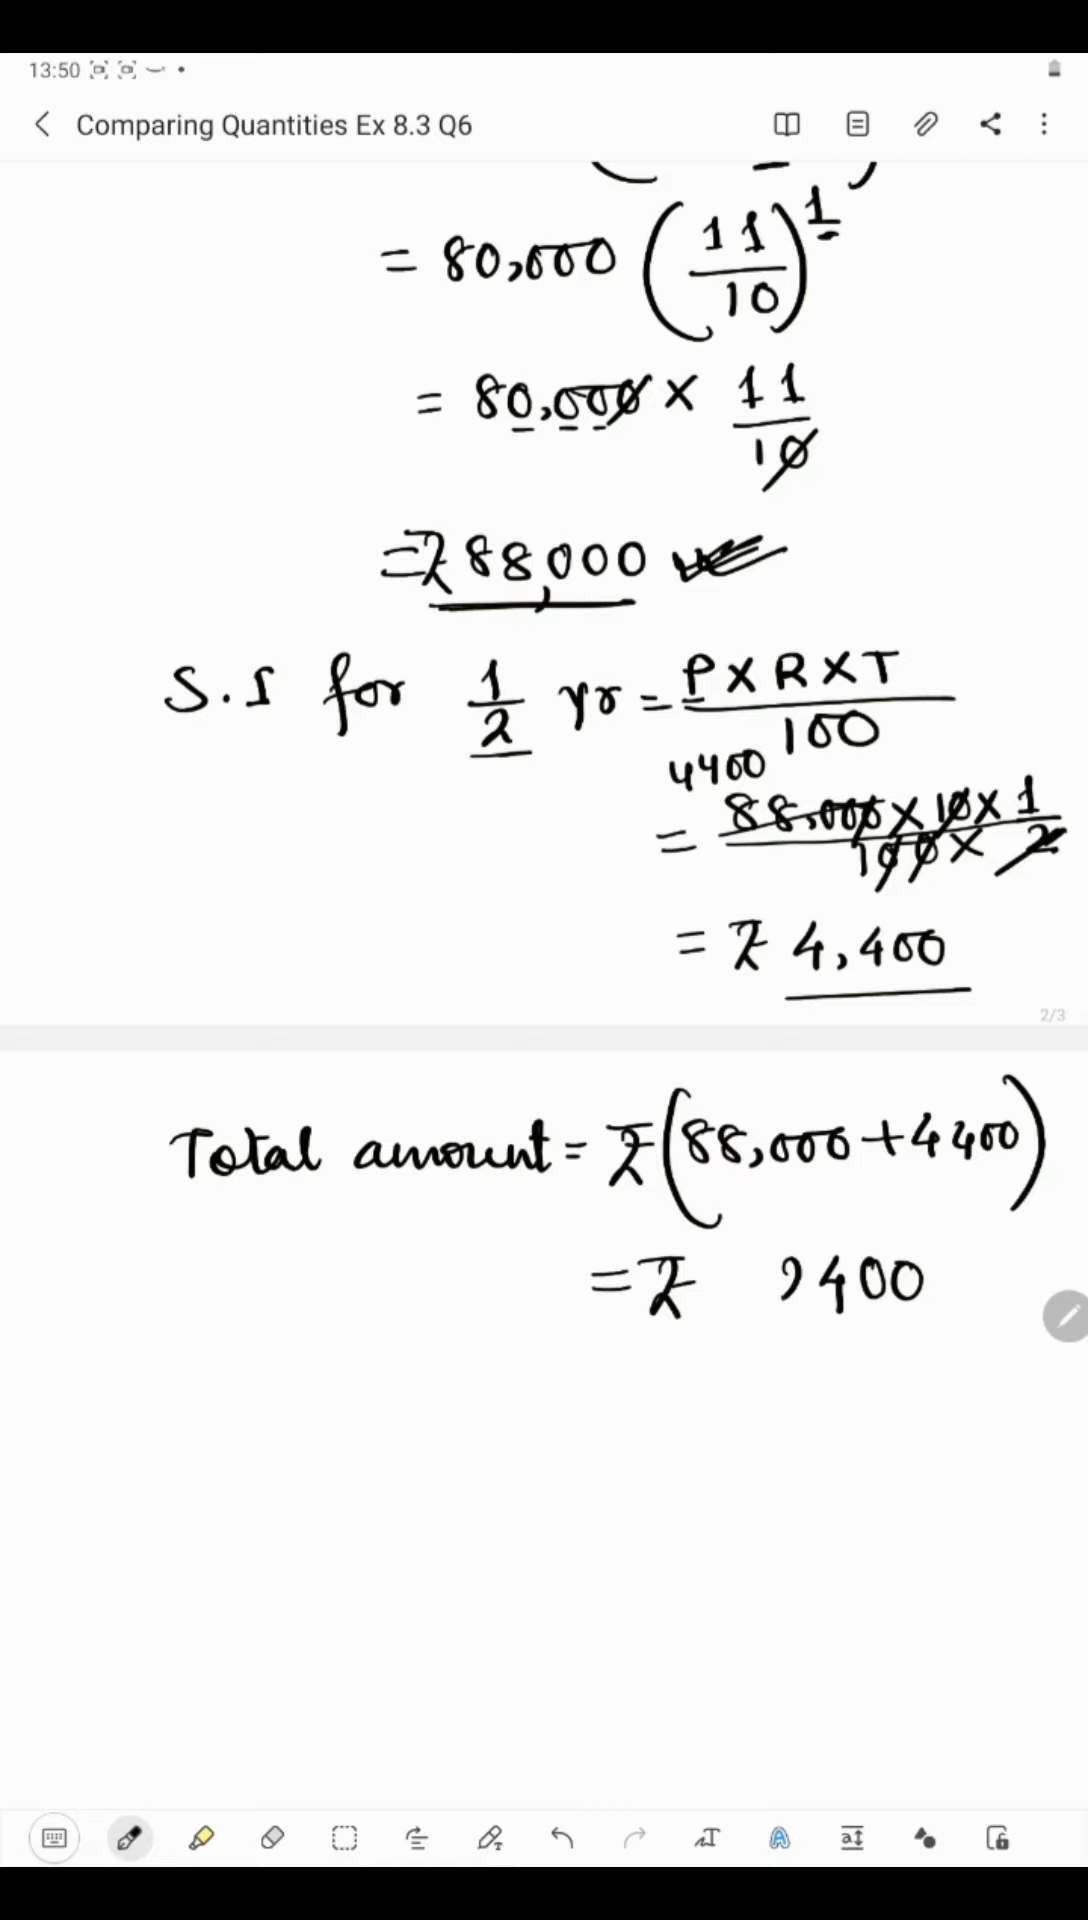 13:50
Comparing Quantities Ex 8.3 Q6
= 80,000 (11/10)^1
= 80,000 × 11/10
= ₹ 88,000
S.I for 1/2 yr = P×R×T/100
4400
= 88,000×10×1/100×2
= ₹ 4,400
2/3
Total amount = ₹(88,000+4400)
= ₹ ,400